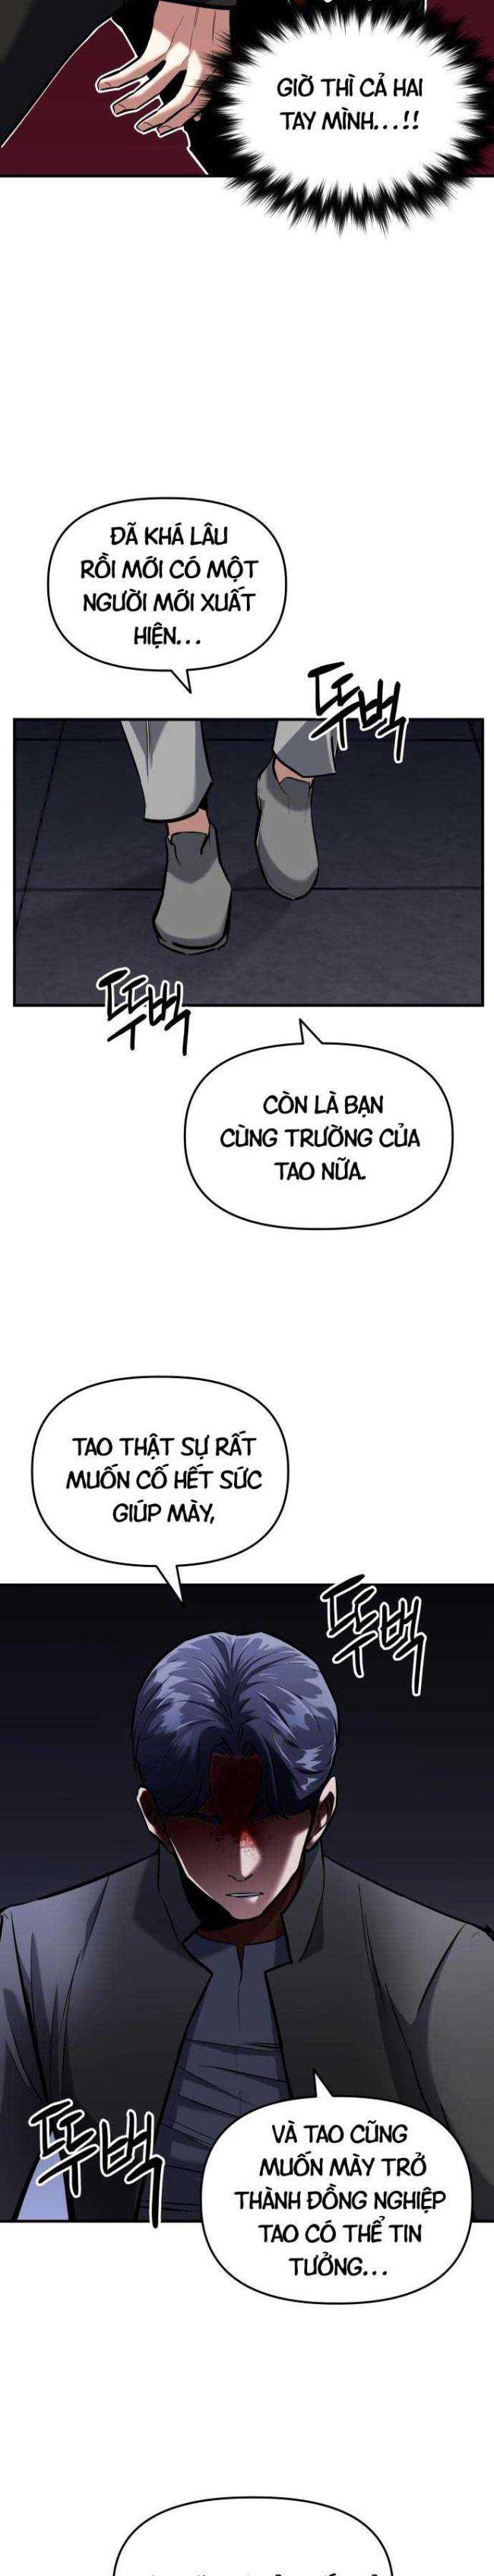 GIỜ THÌ CẢ HAI
TAY MÌNH...!!
ĐÃ KHÁ LÂU
RỒI MỚI CÓ MỘT
NGƯỜI MỚI XUẤT
HIỆN...
뚜벅
뚜벅
CÒN LÀ BẠN
CÙNG TRƯỜNG CỦA
TAO NỮA.
TAO THẬT SỰ RẤT
MUỐN CỐ HẾT SỨC
GIÚP MÀY,
뚜벅
뚜벅
VÀ TAO CŨNG
MUỐN MÀY TRỞ
THÀNH ĐỒNG NGHIỆP
TAO CÓ THỂ TIN
TƯỞNG...